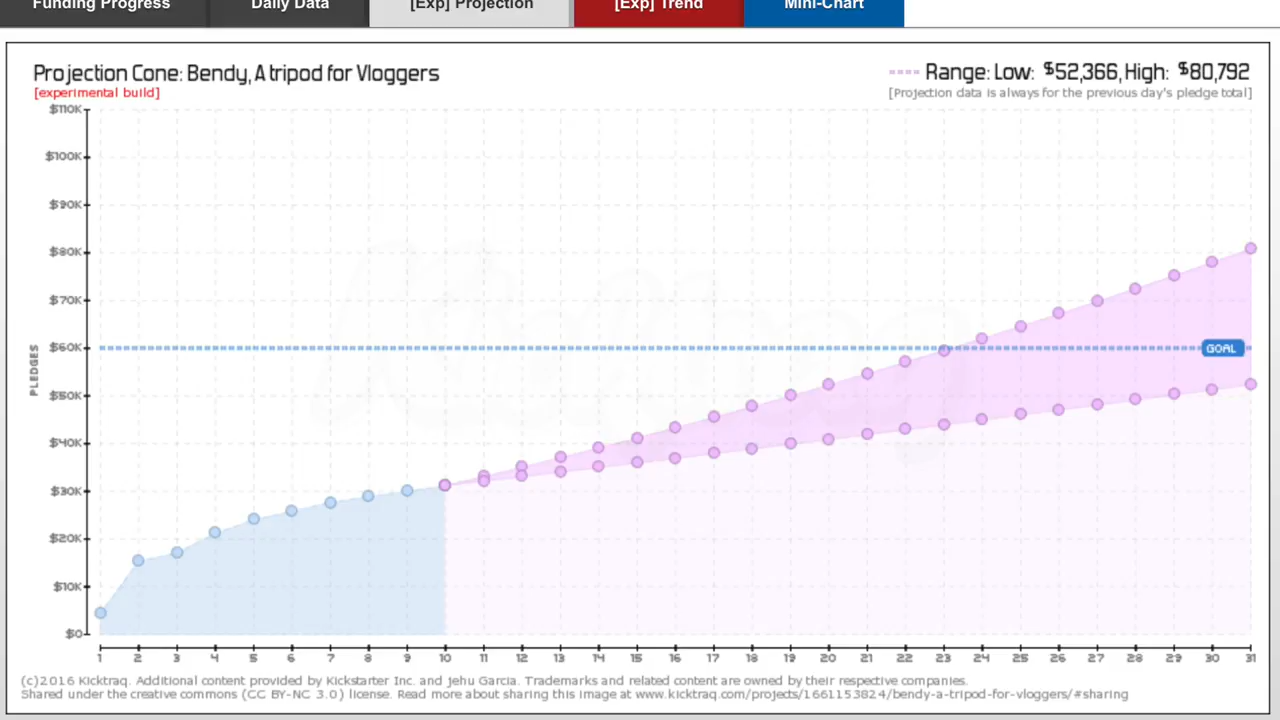 Funding Progress
Daily Data
[Exp] Projection
[Exp] Trend
Mini-Chart
Projection Cone: Bendy, A tripod for Vloggers
[experimental build]
Range: Low: $52,366, High: $80,792
[Projection data is always for the previous day's pledge total]
$110K
$100K
$90K
$80K
$70K
$60K
$50K
$40K
$30K
$20K
$10K
$0
PLEDGES
GOAL
1 2 3 4 5 6 7 8 9 10 11 12 13 14 15 16 17 18 19 20 21 22 23 24 25 26 27 28 29 30 31
(c)2016 Kicktraq. Additional content provided by Kickstarter Inc. and Jehu Garcia. Trademarks and related content are owned by their respective companies.
Shared under the creative commons (CC BY-NC 3.0) license. Read more about sharing this image at www.kicktraq.com/projects/1661153824/bendy-a-tripod-for-vloggers/#sharing